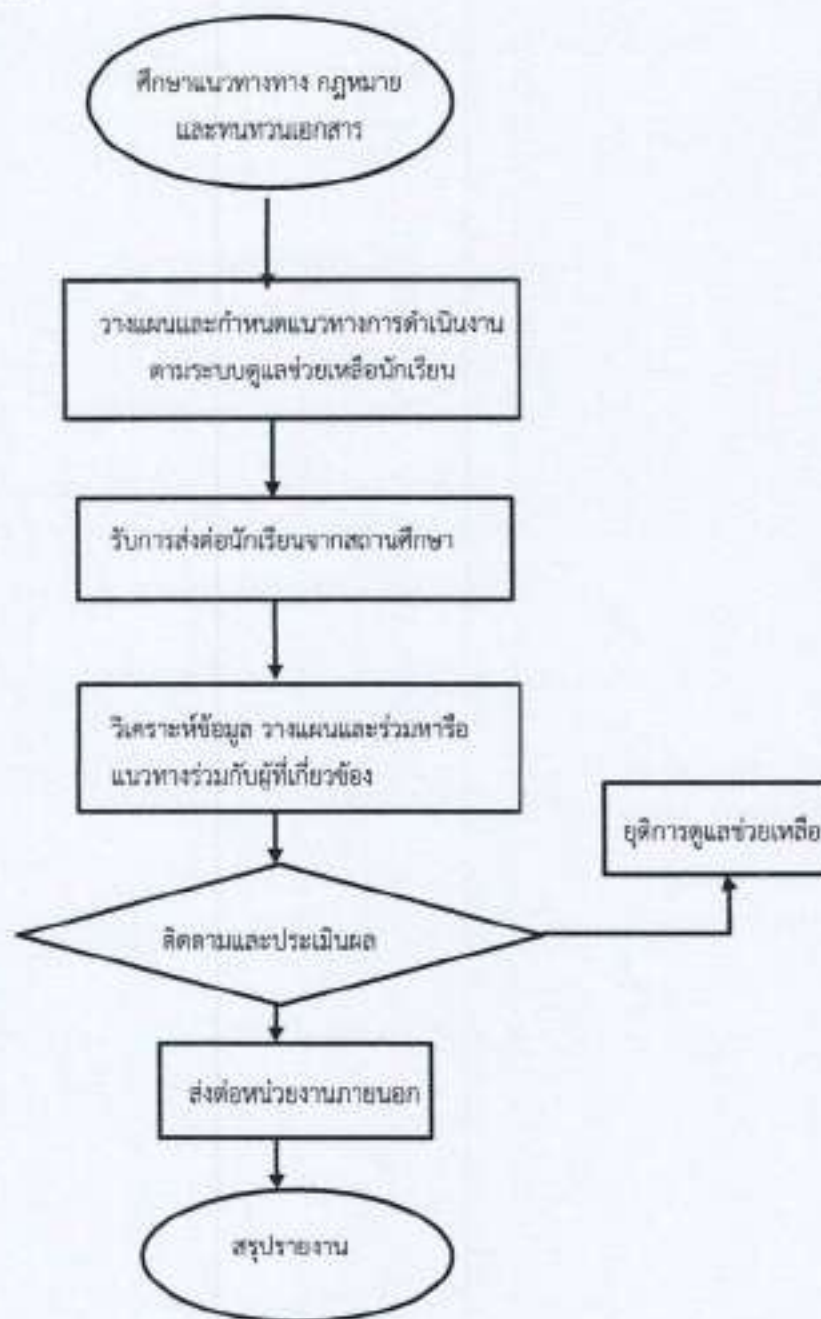 ศึกษาแนวทางทาง กฎหมาย
และทนทวนเอกสาร
วางแผนและกำหนดแนวทางการดำเนินงาน
ตามระบบดูแลช่วยเหลือนักเรียน
รับการส่งต่อนักเรียนจากสถานศึกษา
วิเคราะห์ข้อมูล วางแผนและร่วมหารือ
แนวทางร่วมกับผู้ที่เกี่ยวข้อง
ยุติการดูแลช่วยเหลือ
ติดตามและประเมินผล
ส่งต่อหน่วยงานภายนอก
สรุปรายงาน